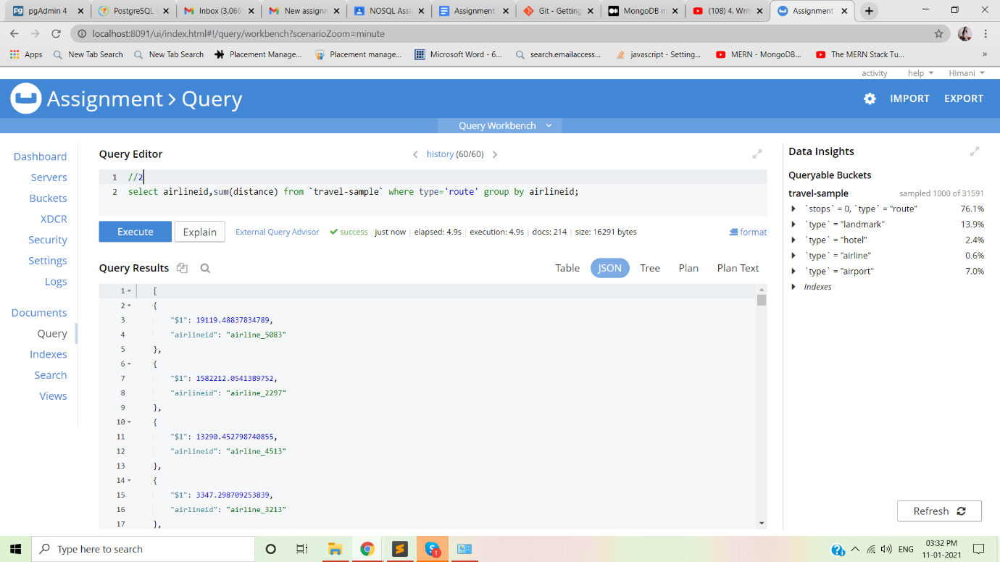 pgAdmin 4
PostgreSQL
Inbox (3,066
New assignm
NOSQL Assig
Assignment
Git - Getting
MongoDB m
(108) 4. Writ
Assignment
localhost:8091/ui/index.html#!/query/workbench?scenarioZoom=minute
Apps
New Tab Search
New Tab Search
Placement Manage...
Placement manage...
Microsoft Word - 6...
search.emailaccess...
javascript - Setting...
MERN - MongoDB...
The MERN Stack Tu...
»
activity
help
Himani
Assignment > Query
IMPORT
EXPORT
Query Workbench
Dashboard
Servers
Buckets
XDCR
Security
Settings
Logs
Documents
Query
Indexes
Search
Views
Query Editor
history (60/60)
1 //2
2 select airlineid,sum(distance) from `travel-sample` where type='route' group by airlineid;
Execute
Explain
External Query Advisor
success
just now | elapsed: 4.9s | execution: 4.9s | docs: 214 | size: 16291 bytes
format
Query Results
Table
JSON
Tree
Plan
Plan Text
1 [
2 {
3 "$1": 19119.48837834789,
4 "airlineid": "airline_5083"
5 },
6 {
7 "$1": 1582212.0541389752,
8 "airlineid": "airline_2297"
9 },
10 {
11 "$1": 13290.452798740855,
12 "airlineid": "airline_4513"
13 },
14 {
15 "$1": 3347.298709253839,
16 "airlineid": "airline_3213"
17 },
Data Insights
Queryable Buckets
travel-sample sampled 1000 of 31591
`stops` = 0, `type` = "route" 76.1%
`type` = "landmark" 13.9%
`type` = "hotel" 2.4%
`type` = "airline" 0.6%
`type` = "airport" 7.0%
Indexes
Refresh
Type here to search
ENG
03:32 PM
11-01-2021